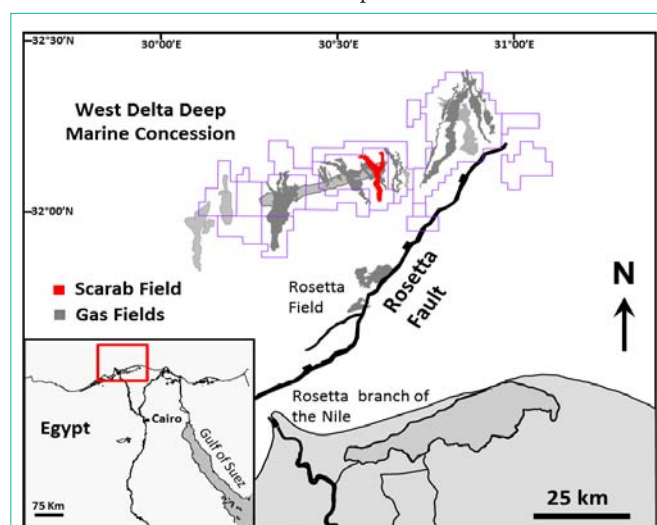 30°00'E
30°30'E
31°00'E
32°30'N
West Delta Deep
Marine Concession
32°00'N
Scarab Field
Gas Fields
Rosetta
Field
Rosetta
Fault
N
Rosetta branch of
the Nile
Egypt
Cairo
Gulf of Suez
75 Km
25 km